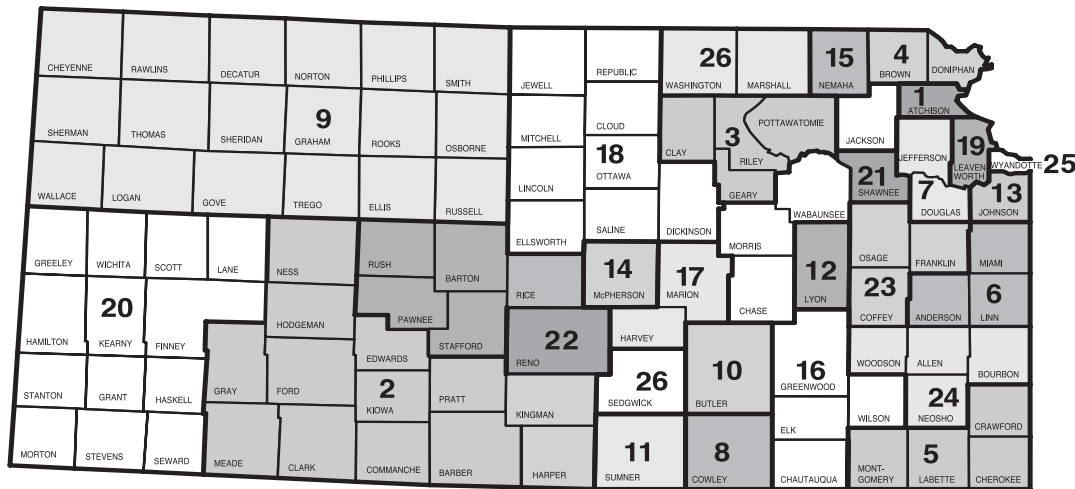 CHEYENNE
RAWLINS
DECATUR
NORTON
PHILLIPS
SMITH
JEWELL
REPUBLIC
26
WASHINGTON
MARSHALL
15
NEMAHA
4
BROWN
DONIPHAN
SHERMAN
THOMAS
SHERIDAN
9
GRAHAM
ROOKS
OSBORNE
MITCHELL
CLOUD
CLAY
3
RILEY
POTTAWATOMIE
JACKSON
1
ATCHISON
JEFFERSON
19
LEAVEN-
WORTH
WYANDOTTE
25
WALLACE
LOGAN
GOVE
TREGO
ELLIS
RUSSELL
LINCOLN
18
OTTAWA
GEARY
WABAUNSEE
21
SHAWNEE
7
DOUGLAS
13
JOHNSON
GREELEY
WICHITA
SCOTT
LANE
NESS
RUSH
BARTON
ELLSWORTH
SALINE
DICKINSON
MORRIS
OSAGE
FRANKLIN
MIAMI
20
HAMILTON
KEARNY
FINNEY
HODGEMAN
PAWNEE
STAFFORD
RICE
14
McPHERSON
17
MARION
CHASE
12
LYON
23
COFFEY
ANDERSON
6
LINN
STANTON
GRANT
HASKELL
GRAY
FORD
EDWARDS
2
KIOWA
PRATT
22
RENO
HARVEY
26
SEDGWICK
10
BUTLER
16
GREENWOOD
WOODSON
ALLEN
BOURBON
MORTON
STEVENS
SEWARD
MEADE
CLARK
COMMANCHE
BARBER
KINGMAN
HARPER
11
SUMNER
8
COWLEY
ELK
CHAUTAUQUA
WILSON
24
NEOSHO
CRAWFORD
MONT-
GOMERY
5
LABETTE
CHEROKEE